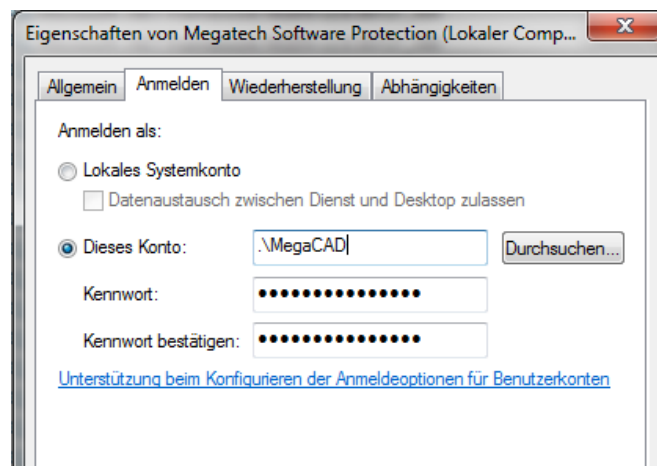 Eigenschaften von Megatech Software Protection (Lokaler Comp...
Allgemein Anmelden Wiederherstellung Abhängigkeiten
Anmelden als:
Lokales Systemkonto
Datenaustausch zwischen Dienst und Desktop zulassen
Dieses Konto: .\MegaCAD Durchsuchen...
Kennwort: •••••••••••••••
Kennwort bestätigen: •••••••••••••••
Unterstützung beim Konfigurieren der Anmeldeoptionen für Benutzerkonten